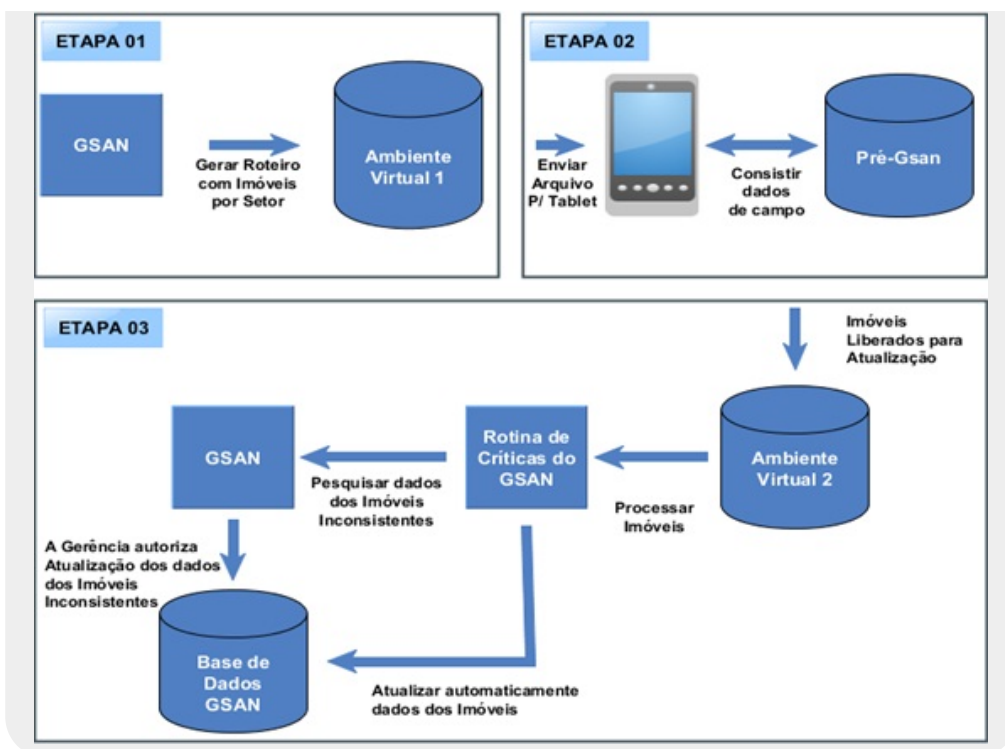 ETAPA 01
GSAN
Gerar Roteiro
com Imóveis
por Setor
Ambiente
Virtual 1
ETAPA 02
Enviar
Arquivo
P/ Tablet
Consistir
dados
de campo
Pré-Gsan
ETAPA 03
Imóveis
Liberados para
Atualização
Ambiente
Virtual 2
Processar
Imóveis
Rotina de
Críticas do
GSAN
Pesquisar dados
dos Imóveis
Inconsistentes
GSAN
A Gerência autoriza
Atualização dos dados
dos Imóveis
Inconsistentes
Base de
Dados
GSAN
Atualizar automaticamente
dados dos Imóveis